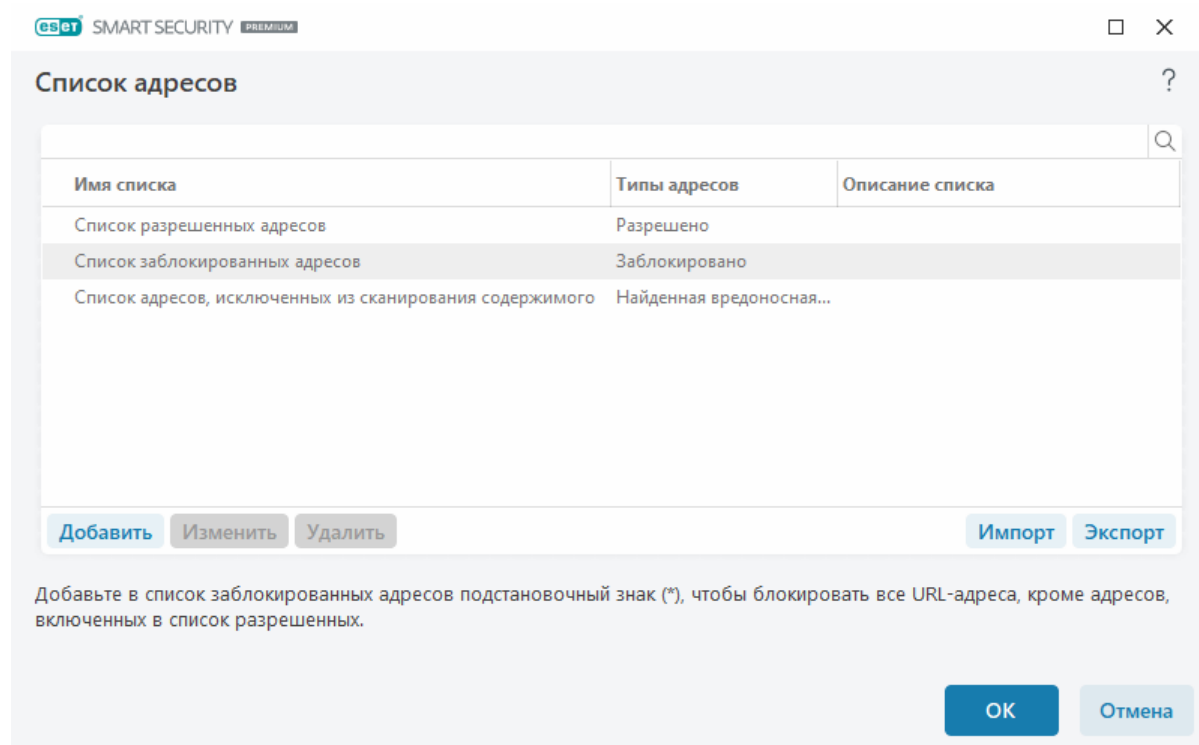 eset SMART SECURITY PREMIUM
Список адресов
?
Имя списка Типы адресов Описание списка
Список разрешенных адресов Разрешено
Список заблокированных адресов Заблокировано
Список адресов, исключенных из сканирования содержимого Найденная вредоносная...
Добавить Изменить Удалить Импорт Экспорт
Добавьте в список заблокированных адресов подстановочный знак (*), чтобы блокировать все URL-адреса, кроме адресов,
включенных в список разрешенных.
ОК Отмена